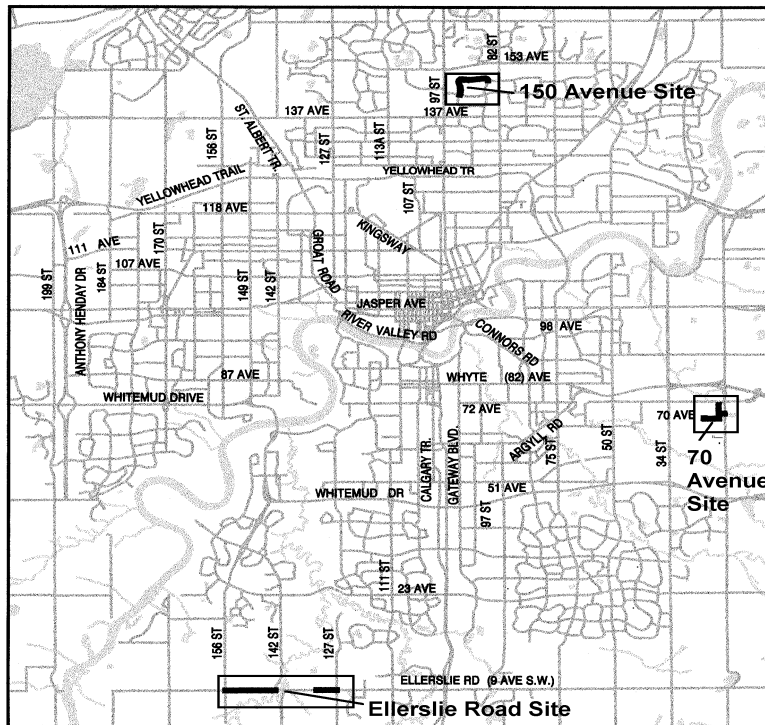 82 ST
153 AVE
97 ST
150 Avenue Site
137 AVE
137 AVE
ST. ALBERT TR.
156 ST
127 ST
113A ST
YELLOWHEAD TR
YELLOWHEAD TRAIL
107 ST
118 AVE
KINGSWAY
111 AVE
170 ST
GROAT ROAD
107 AVE
199 ST
ANTHONY HENDAY DR
184 ST
149 ST
142 ST
JASPER AVE
RIVER VALLEY RD
CONNORS RD
98 AVE
87 AVE
WHYTE (82) AVE
WHITEMUD DRIVE
72 AVE
70 AVE
ARGYLL RD
75 ST
50 ST
34 ST
70
Avenue
Site
CALGARY TR.
GATEWAY BLVD.
51 AVE
WHITEMUD DR
97 ST
111 ST
23 AVE
156 ST
142 ST
127 ST
ELLERSLIE RD (9 AVE S.W.)
Ellerslie Road Site